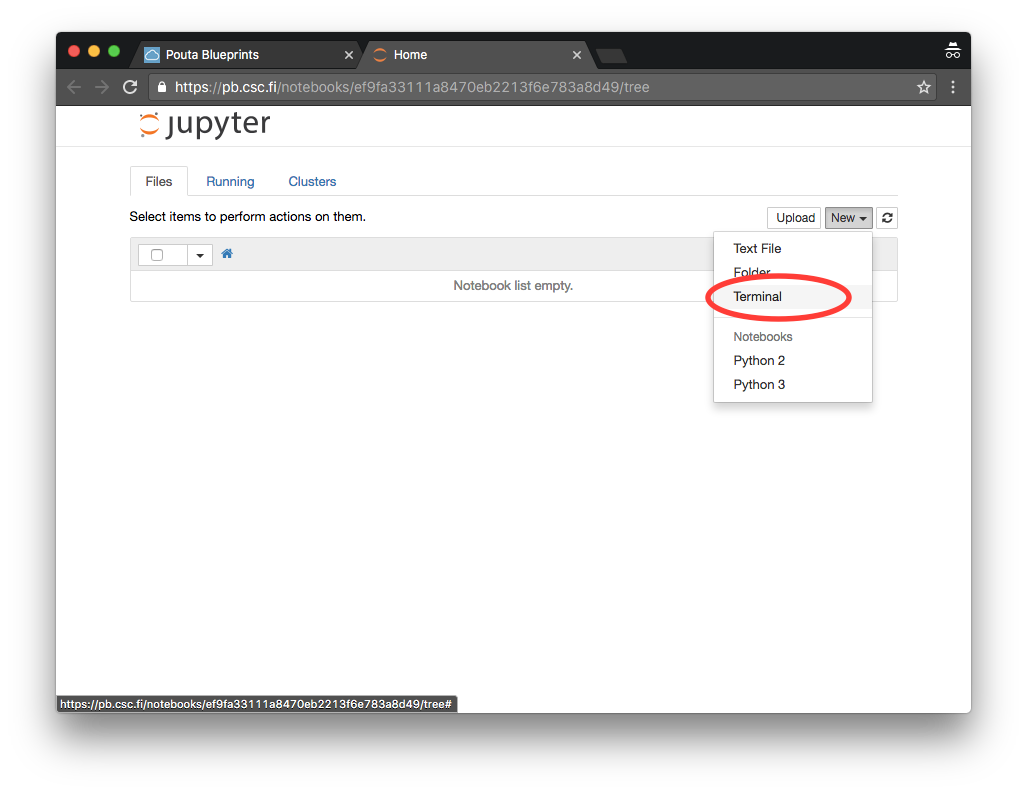 Pouta Blueprints
Home
https://pb.csc.fi/notebooks/ef9fa33111a8470eb2213f6e783a8d49/tree
jupyter
Files Running Clusters
Select items to perform actions on them.
Upload New
Notebook list empty.
Text File
Folder
Terminal
Notebooks
Python 2
Python 3
https://pb.csc.fi/notebooks/ef9fa33111a8470eb2213f6e783a8d49/tree#